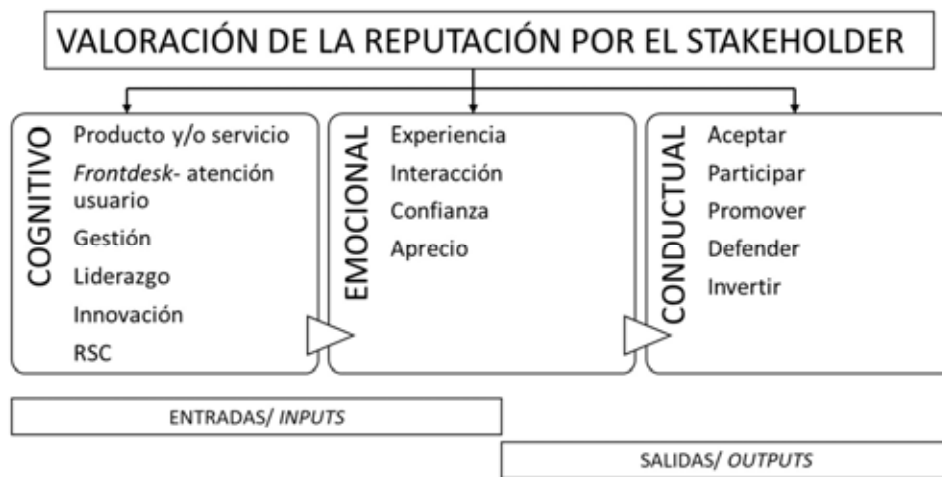 VALORACIÓN DE LA REPUTACIÓN POR EL STAKEHOLDER
COGNITIVO
Producto y/o servicio
Frontdesk- atención
usuario
Gestión
Liderazgo
Innovación
RSC
EMOCIONAL
Experiencia
Interacción
Confianza
Aprecio
CONDUCTUAL
Aceptar
Participar
Promover
Defender
Invertir
ENTRADAS/ INPUTS
SALIDAS/ OUTPUTS